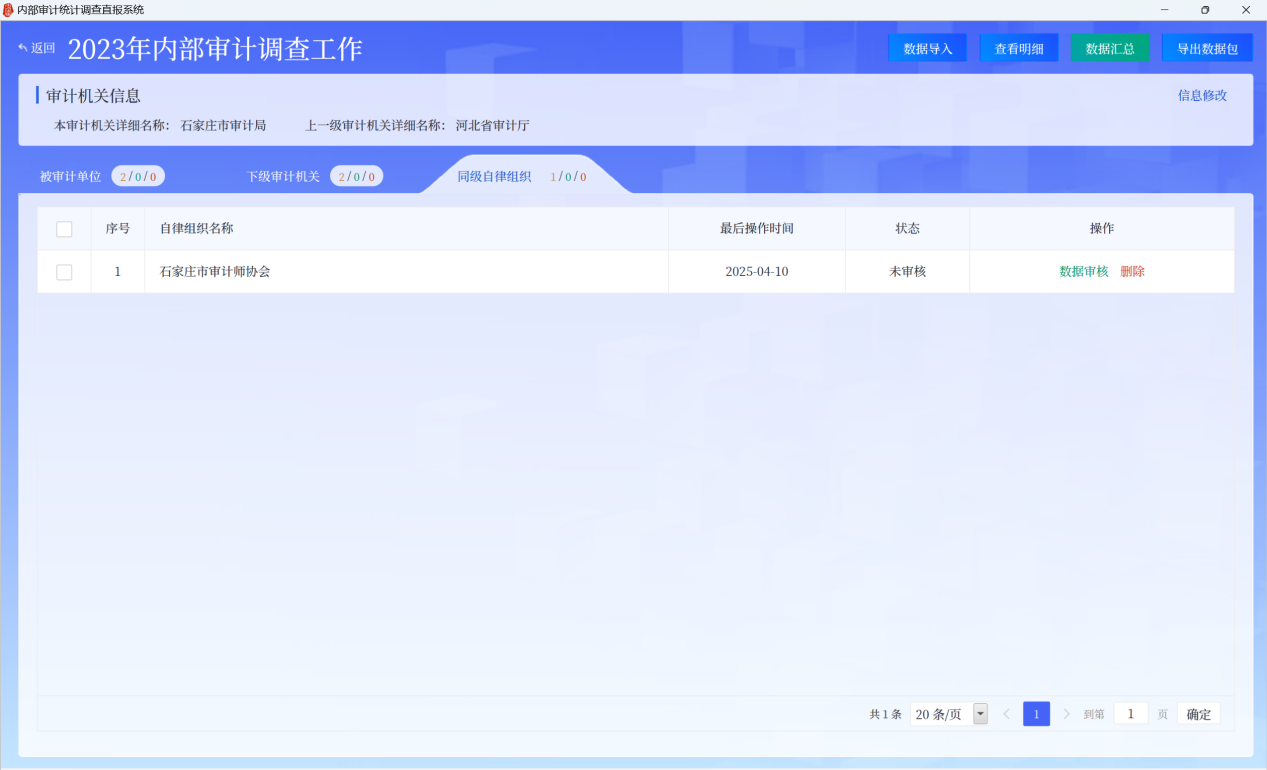 内部审计统计调查直报系统
返回 2023年内部审计调查工作 数据导入 查看明细 数据汇总 导出数据包
审计机关信息 信息修改
本审计机关详细名称： 石家庄市审计局 上一级审计机关详细名称： 河北省审计厅
被审计单位 2/0/0 下级审计机关 2/0/0 同级自律组织 1/0/0
序号 自律组织名称 最后操作时间 状态 操作
1 石家庄市审计师协会 2025-04-10 未审核 数据审核 删除
共 1 条 20 条/页 1 到第 1 页 确定